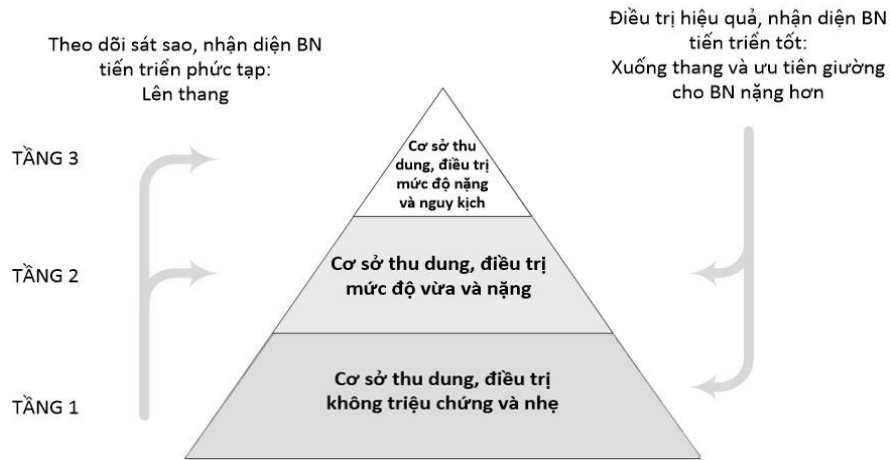 Theo dõi sát sao, nhận diện BN
tiến triển phức tạp:
Lên thang
Điều trị hiệu quả, nhận diện BN
tiến triển tốt:
Xuống thang và ưu tiên giường
cho BN nặng hơn
TẦNG 3
Cơ sở thu
dung, điều trị
mức độ nặng
và nguy kịch
TẦNG 2
Cơ sở thu dung, điều trị
mức độ vừa và nặng
TẦNG 1
Cơ sở thu dung, điều trị
không triệu chứng và nhẹ